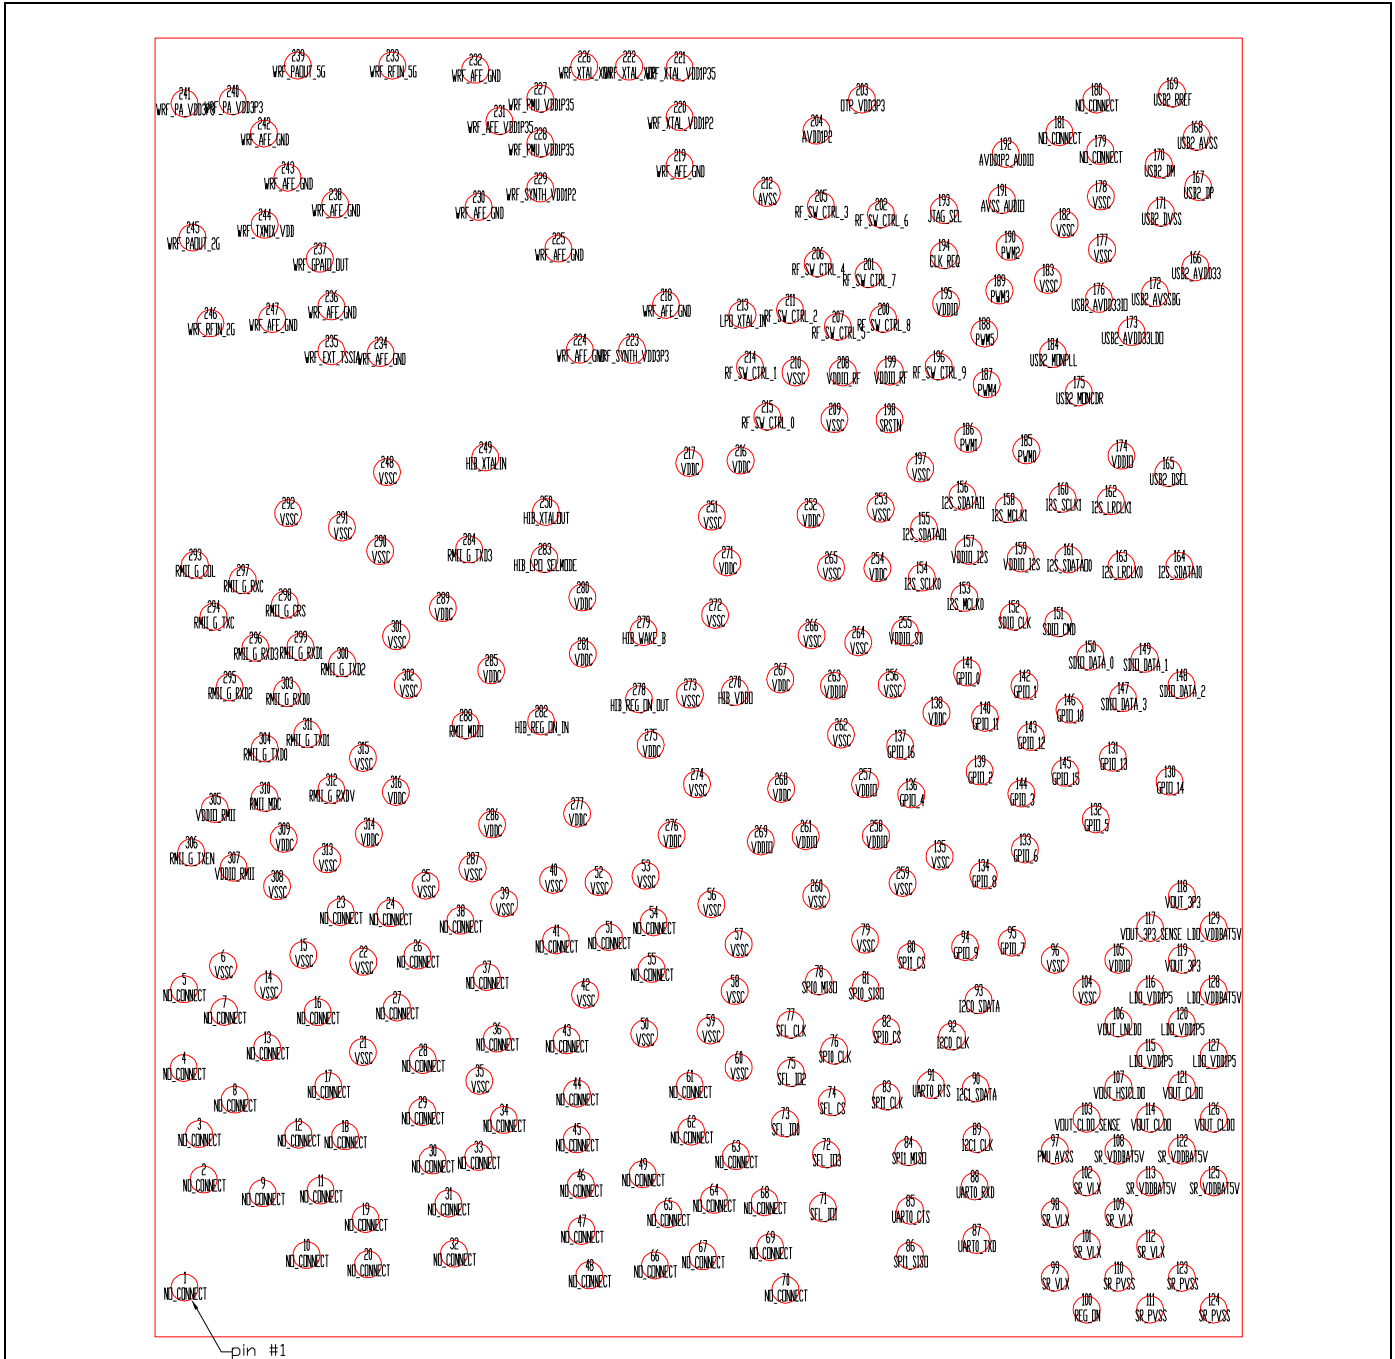 239
WRF_PAOUT_5G
233
WRF_RFIN_5G
232
WRF_AFE_GND
226
WRF_XTAL_X
222
WRF_XTAL_X
221
WRF_XTAL_VDD1P35
241
WRF_PA_VDD3P3
240
WRF_PA_VDD3P3
227
WRF_PMU_VDD1P35
231
WRF_AFE_VDD1P35
220
WRF_XTAL_VDD1P2
203
OTP_VDD3P3
180
NO_CONNECT
169
USB2_RREF
242
WRF_AFE_GND
228
WRF_PMU_VDD1P35
204
AVDD1P2
181
NO_CONNECT
168
USB2_AVSS
243
WRF_AFE_GND
219
WRF_AFE_GND
192
AVDD1P2_AUDIO
179
NO_CONNECT
170
USB2_DM
238
WRF_AFE_GND
230
WRF_AFE_GND
229
WRF_SYNTH_VDD1P2
212
AVSS
205
RF_SW_CTRL_3
202
RF_SW_CTRL_6
193
JTAG_SEL
191
AVSS_AUDIO
178
VSSC
167
USB2_DP
245
WRF_PAOUT_2G
244
WRF_TXMIX_VDD
182
VSSC
171
USB2_DVSS
237
WRF_GPAIO_OUT
225
WRF_AFE_GND
206
RF_SW_CTRL_4
201
RF_SW_CTRL_7
194
CLK_REQ
190
PWM2
177
VSSC
166
USB2_AVDD33
246
WRF_RFIN_2G
247
WRF_AFE_GND
236
WRF_AFE_GND
218
WRF_AFE_GND
213
LPO_XTAL_IN
211
RF_SW_CTRL_2
207
RF_SW_CTRL_5
200
RF_SW_CTRL_8
195
VDDIO
189
PWM3
183
VSSC
176
USB2_AVDD33IO
172
USB2_AVSSBG
235
WRF_EXT_TSSIA
234
WRF_AFE_GND
224
WRF_AFE_GND
223
WRF_SYNTH_VDD3P3
188
PWM5
173
USB2_AVDD33LDO
214
RF_SW_CTRL_1
210
VSSC
208
VDDIO_RF
199
VDDIO_RF
196
RF_SW_CTRL_9
187
PWM4
184
USB2_MONPLL
175
USB2_MONCDR
215
RF_SW_CTRL_0
209
VSSC
198
SRSTN
186
PWM1
185
PWM0
174
VDDIO
248
VSSC
249
HIB_XTALIN
217
VDDC
216
VDDC
197
VSSC
165
USB2_DSEL
292
VSSC
291
VSSC
250
HIB_XTALOUT
251
VSSC
252
VDDC
253
VSSC
156
I2S_SDATAI1
158
I2S_MCLK1
160
I2S_SCLK1
162
I2S_LRCLK1
155
I2S_SDATAO1
293
RMII_G_COL
297
RMII_G_RXC
290
VSSC
284
RMII_G_TXD3
283
HIB_LPO_SELMODE
271
VDDC
265
VSSC
254
VDDC
154
I2S_SCLK0
157
VDDIO_I2S
159
VDDIO_I2S
161
I2S_SDATAO0
163
I2S_LRCLK0
164
I2S_SDATAI0
294
RMII_G_TXC
298
RMII_G_CRS
289
VDDC
280
VDDC
272
VSSC
153
I2S_MCLK0
152
SDIO_CLK
151
SDIO_CMD
296
RMII_G_RXD3
299
RMII_G_RXD1
301
VSSC
279
HIB_WAKE_B
266
VSSC
264
VSSC
255
VDDIO_SD
300
RMII_G_TXD2
281
VDDC
150
SDIO_DATA_0
149
SDIO_DATA_1
295
RMII_G_RXD2
303
RMII_G_RXD0
302
VSSC
285
VDDC
278
HIB_REG_ON_OUT
273
VSSC
270
HIB_VDDO
267
VDDC
263
VDDIO
256
VSSC
141
GPIO_0
142
GPIO_1
147
SDIO_DATA_3
148
SDIO_DATA_2
304
RMII_G_TXD0
311
RMII_G_TXD1
288
RMII_MDIO
282
HIB_REG_ON_IN
275
VDDC
262
VSSC
138
VDDC
140
GPIO_11
146
GPIO_10
137
GPIO_16
143
GPIO_12
315
VSSC
139
GPIO_2
145
GPIO_15
131
GPIO_13
130
GPIO_14
305
VDDIO_RMII
310
RMII_MDC
312
RMII_G_RXDV
316
VDDC
274
VSSC
268
VDDC
257
VDDIO
136
GPIO_4
144
GPIO_3
306
RMII_G_TXEN
309
VDDC
314
VDDC
286
VDDC
277
VDDC
276
VDDC
269
VDDIO
261
VDDIO
258
VDDIO
132
GPIO_5
307
VDDIO_RMII
313
VSSC
287
VSSC
135
VSSC
133
GPIO_6
308
VSSC
25
VSSC
40
VSSC
52
VSSC
53
VSSC
260
VSSC
259
VSSC
134
GPIO_8
23
NO_CONNECT
24
NO_CONNECT
38
NO_CONNECT
39
VSSC
54
NO_CONNECT
56
VSSC
118
VOUT_3P3
6
VSSC
15
VSSC
22
VSSC
26
NO_CONNECT
41
NO_CONNECT
51
NO_CONNECT
57
VSSC
79
VSSC
80
SPI1_CS
94
GPIO_9
95
GPIO_7
96
VSSC
117
VOUT_3P3_SENSE
129
LDO_VDDBAT5V
105
VDDIO
119
VOUT_3P3
5
NO_CONNECT
14
VSSC
37
NO_CONNECT
42
VSSC
55
NO_CONNECT
58
VSSC
78
SPI0_MISO
81
SPI0_SISO
93
I2C0_SDATA
104
VSSC
116
LDO_VDD1P5
128
LDO_VDDBAT5V
7
NO_CONNECT
16
NO_CONNECT
27
NO_CONNECT
13
NO_CONNECT
21
VSSC
36
NO_CONNECT
43
NO_CONNECT
50
VSSC
59
VSSC
77
SFL_CLK
76
SPI0_CLK
82
SPI0_CS
92
I2C0_CLK
106
VOUT_LNLDO
120
LDO_VDD1P5
4
NO_CONNECT
28
NO_CONNECT
60
VSSC
115
LDO_VDD1P5
127
LDO_VDD1P5
8
NO_CONNECT
17
NO_CONNECT
35
VSSC
44
NO_CONNECT
61
NO_CONNECT
75
SFL_IO2
74
SFL_CS
83
SPI1_CLK
91
UART0_RTS
90
I2C1_SDATA
107
VOUT_HSICLDO
121
VOUT_CLDO
3
NO_CONNECT
12
NO_CONNECT
18
NO_CONNECT
29
NO_CONNECT
34
NO_CONNECT
45
NO_CONNECT
62
NO_CONNECT
73
SFL_IO0
89
I2C1_CLK
103
VOUT_CLDO_SENSE
114
VOUT_CLDO
126
VOUT_CLDO
2
NO_CONNECT
30
NO_CONNECT
33
NO_CONNECT
49
NO_CONNECT
63
NO_CONNECT
72
SFL_IO3
84
SPI1_MISO
97
PMU_AVSS
108
SR_VDDBAT5V
122
SR_VDDBAT5V
9
NO_CONNECT
11
NO_CONNECT
31
NO_CONNECT
46
NO_CONNECT
64
NO_CONNECT
68
NO_CONNECT
88
UART0_RXD
102
SR_VLX
113
SR_VDDBAT5V
125
SR_VDDBAT5V
19
NO_CONNECT
47
NO_CONNECT
65
NO_CONNECT
71
SFL_IO1
85
UART0_CTS
98
SR_VLX
109
SR_VLX
10
NO_CONNECT
20
NO_CONNECT
32
NO_CONNECT
66
NO_CONNECT
67
NO_CONNECT
69
NO_CONNECT
86
SPI1_SISO
87
UART0_TXD
101
SR_VLX
112
SR_VLX
1
NO_CONNECT
48
NO_CONNECT
70
NO_CONNECT
99
SR_VLX
110
SR_PVSS
123
SR_PVSS
100
REG_ON
111
SR_PVSS
124
SR_PVSS
pin #1